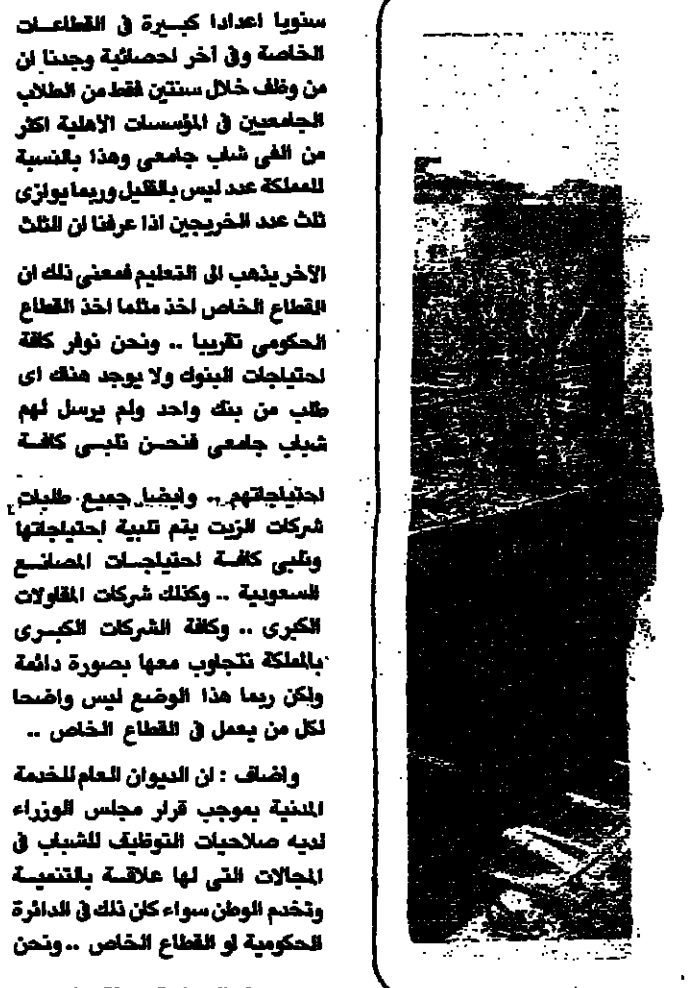 سنويا اعدادا كبيرة في القطاعات
الخاصة وفي آخر احصائية وجدنا ان
من وظف خلال سنتين فقط من الطلاب
الجامعيين في المؤسسات الأهلية اكثر
من الفي شاب جامعي وهذا بالنسبة
للمملكة عدد ليس بالقليل وربما يوازى
ثلث عدد الخريجين اذا عرفنا ان الثلث
الآخر يذهب الى التعليم فمعنى ذلك ان
القطاع الخاص اخذ مثلما اخذ القطاع
الحكومى تقريبا .. ونحن نوفر كافة
احتياجات البنوك ولا يوجد هناك اى
طلب من بنك واحد ولم يرسل لهم
شباب جامعى فنحن نلبي كافة
احتياجاتهم .. وايضا جميع طلبات
شركات الزيت يتم تلبية احتياجاتها
ونلبى كافة احتياجات المصانع
السعودية .. وكذلك شركات المقاولات
الكبرى .. وكافة الشركات الكبرى
بالمملكة نتجاوب معها بصورة دائمة
ولكن ربما هذا الوضع ليس واضحا
لكل من يعمل في القطاع الخاص ..
واضاف : ان الديوان العام للخدمة
المدنية بموجب قرار مجلس الوزراء
لديه صلاحيات التوظيف للشباب في
المجالات التى لها علاقة بالتنمية
وتخدم الوطن سواء كان ذلك في الدائرة
الحكومية او القطاع الخاص .. ونحن